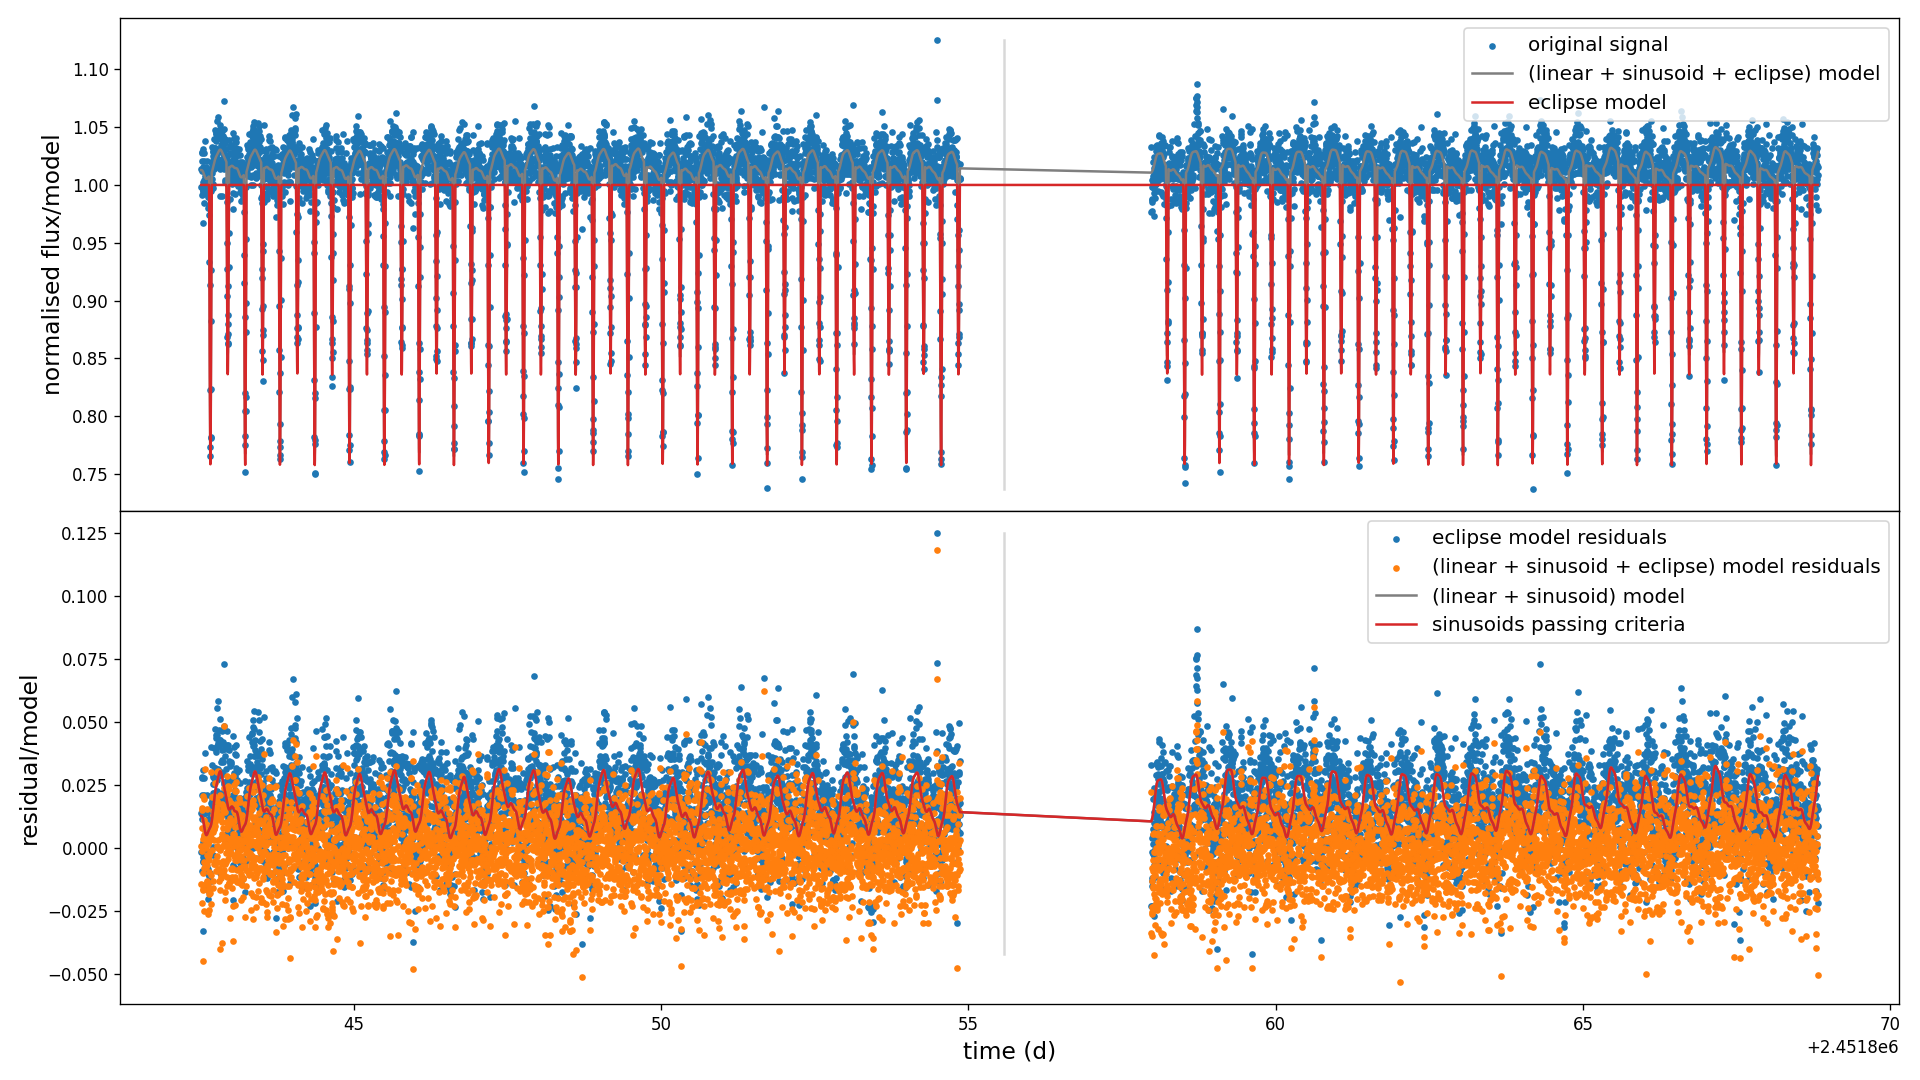 normalised flux/model
1.10
1.05
1.00
0.95
0.90
0.85
0.80
0.75
original signal
(linear + sinusoid + eclipse) model
eclipse model
residual/model
0.125
0.100
0.075
0.050
0.025
0.000
−0.025
−0.050
eclipse model residuals
(linear + sinusoid + eclipse) model residuals
(linear + sinusoid) model
sinusoids passing criteria
45
50
55
60
65
70
time (d)
+2.4518e6